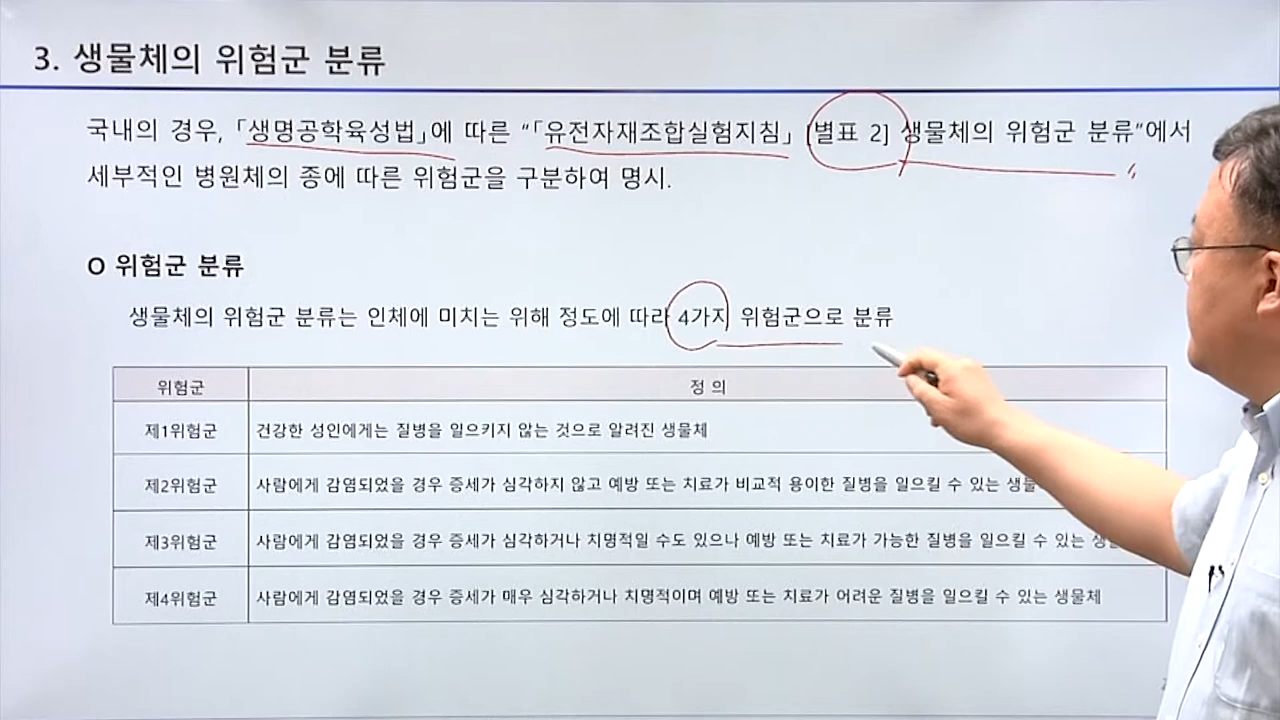 3. 생물체의 위험군 분류
국내의 경우, 「생명공학육성법」에 따른 “「유전자재조합실험지침」 [별표 2] 생물체의 위험군 분류”에서
세부적인 병원체의 종에 따른 위험군을 구분하여 명시.
O 위험군 분류
생물체의 위험군 분류는 인체에 미치는 위해 정도에 따라 4가지 위험군으로 분류
위험군 정 의
제1위험군 건강한 성인에게는 질병을 일으키지 않는 것으로 알려진 생물체
제2위험군 사람에게 감염되었을 경우 증세가 심각하지 않고 예방 또는 치료가 비교적 용이한 질병을 일으킬 수 있는
제3위험군 사람에게 감염되었을 경우 증세가 심각하거나 치명적일 수도 있으나 예방 또는 치료가 가능한 질병을 일으킬 수 있는
제4위험군 사람에게 감염되었을 경우 증세가 매우 심각하거나 치명적이며 예방 또는 치료가 어려운 질병을 일으킬 수 있는 생물체